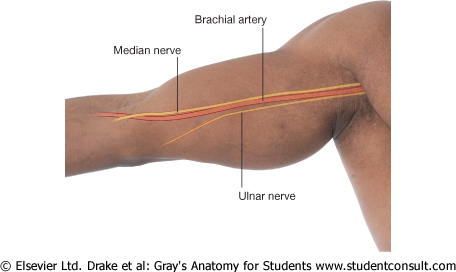 Brachial artery
Median nerve
Ulnar nerve
© Elsevier Ltd. Drake et al: Gray's Anatomy for Students www.studentconsult.com